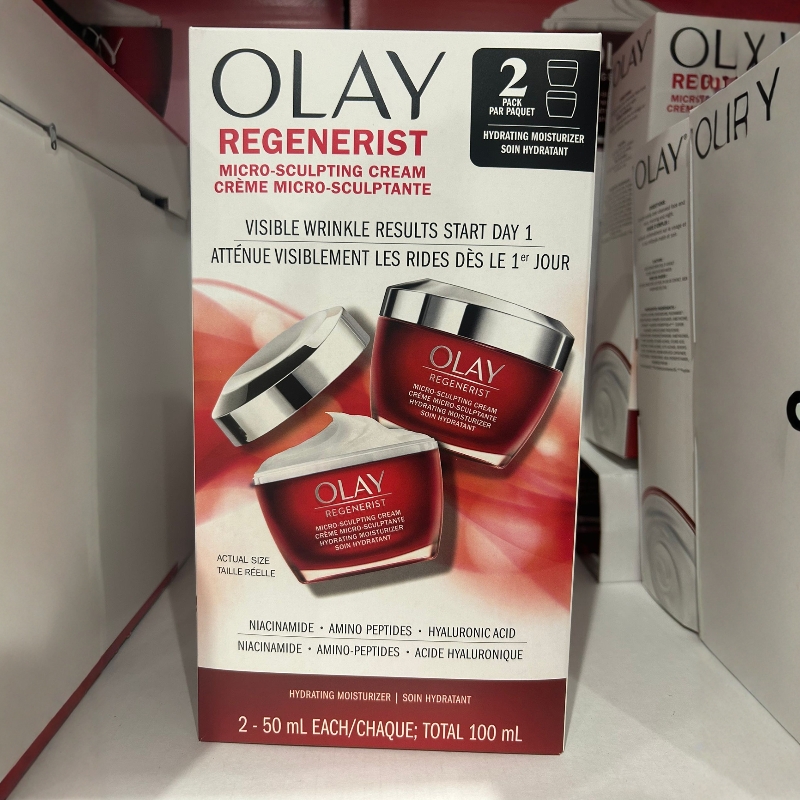 OLAY
REGENERIST
MICRO-SCULPTING CREAM
CRÈME MICRO-SCULPTANTE
2
PACK
PAR PAQUET
HYDRATING MOISTURIZER
SOIN HYDRATANT
VISIBLE WRINKLE RESULTS START DAY 1
ATTÉNUE VISIBLEMENT LES RIDES DÈS LE 1er JOUR
OLAY
REGENERIST
MICRO-SCULPTING CREAM
CRÈME MICRO-SCULPTANTE
HYDRATING MOISTURIZER
SOIN HYDRATANT
OLAY
REGENERIST
MICRO-SCULPTING CREAM
CRÈME MICRO-SCULPTANTE
HYDRATING MOISTURIZER
SOIN HYDRATANT
ACTUAL SIZE
TAILLE RÉELLE
NIACINAMIDE • AMINO PEPTIDES • HYALURONIC ACID
NIACINAMIDE • AMINO-PEPTIDES • ACIDE HYALURONIQUE
HYDRATING MOISTURIZER | SOIN HYDRATANT
2 - 50 mL EACH/CHAQUE; TOTAL 100 mL
OLAY